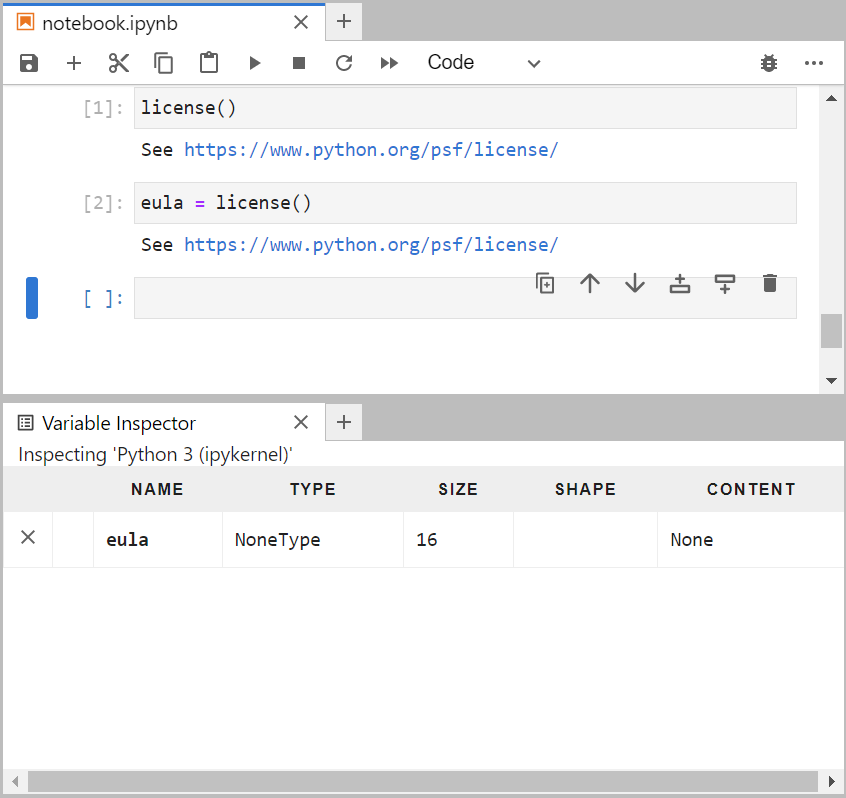 notebook.ipynb
Code
[1]: license()
See https://www.python.org/psf/license/
[2]: eula = license()
See https://www.python.org/psf/license/
[ ]:
Variable Inspector
Inspecting 'Python 3 (ipykernel)'
NAME TYPE SIZE SHAPE CONTENT
eula NoneType 16 None